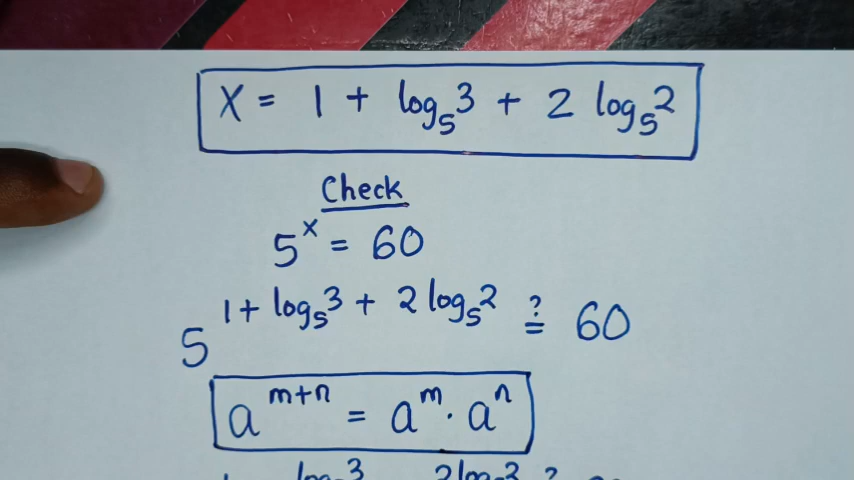 x = 1 + log₅3 + 2 log₅2
Check
5ˣ = 60
5^(1 + log₅3 + 2 log₅2) ≟ 60
a^(m+n) = a^m · a^n